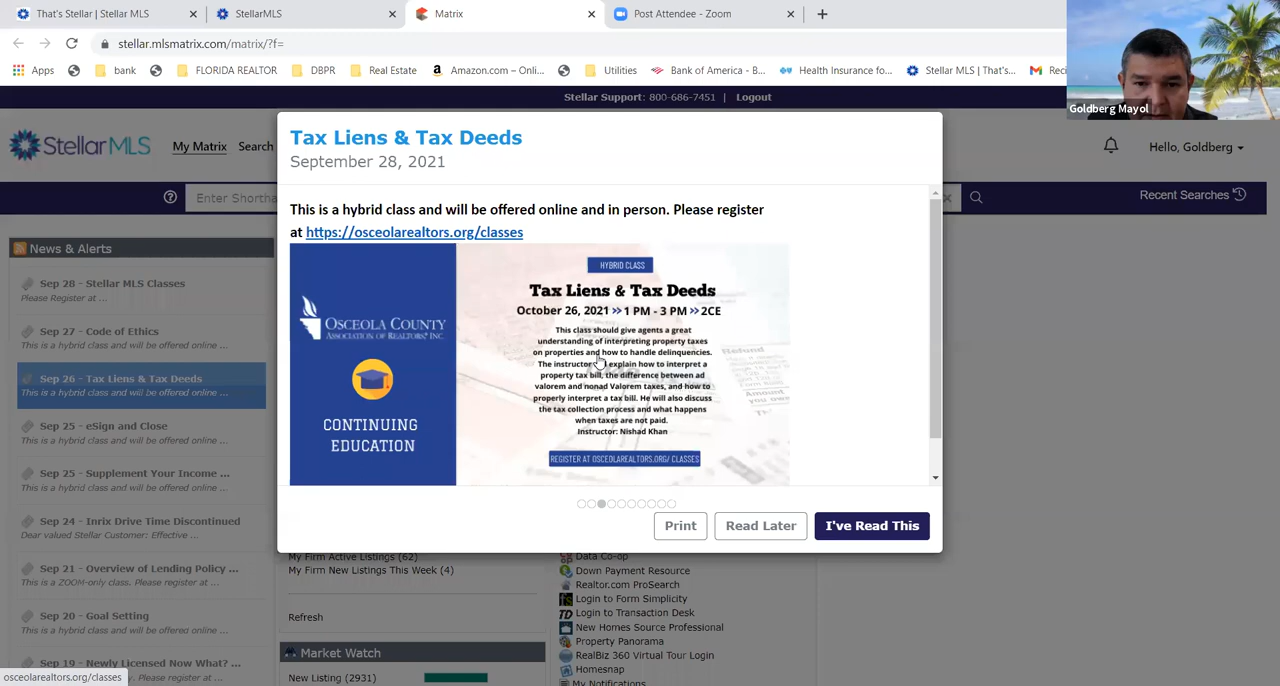 That's Stellar | Stellar MLS
StellarMLS
Matrix
Post Attendee - Zoom
stellar.mlsmatrix.com/matrix/?f=
Apps
bank
FLORIDA REALTOR
DBPR
Real Estate
Amazon.com – Onli...
Utilities
Bank of America - B...
Health Insurance fo...
Stellar MLS | That's...
Reci
Goldberg Mayol
Stellar Support: 800-686-7451 | Logout
StellarMLS
My Matrix
Search
Hello, Goldberg
Enter Shortha
Recent Searches
News & Alerts
Sep 28 - Stellar MLS Classes
Please Register at ...
Sep 27 - Code of Ethics
This is a hybrid class and will be offered online ...
Sep 26 - Tax Liens & Tax Deeds
This is a hybrid class and will be offered online ...
Sep 25 - eSign and Close
This is a hybrid class and will be offered online ...
Sep 25 - Supplement Your Income ...
This is a hybrid class and will be offered online ...
Sep 24 - Inrix Drive Time Discontinued
Dear valued Stellar Customer: Effective ...
Sep 21 - Overview of Lending Policy ...
This is a ZOOM-only class. Please register at ...
Sep 20 - Goal Setting
This is a hybrid class and will be offered online ...
Sep 19 - Newly Licensed Now What? ...
y. Please register at ...
osceolarealtors.org/classes
Tax Liens & Tax Deeds
September 28, 2021
This is a hybrid class and will be offered online and in person. Please register
at https://osceolarealtors.org/classes
OSCEOLA COUNTY
ASSOCIATION OF REALTORS® INC.
CONTINUING
EDUCATION
HYBRID CLASS
Tax Liens & Tax Deeds
October 26, 2021 >> 1 PM - 3 PM >> 2CE
This class should give agents a great
understanding of interpreting property taxes
on properties and how to handle delinquencies.
The instructor to explain how to interpret a
property tax bill, the difference between ad
valorem and nonad Valorem taxes, and how to
properly interpret a tax bill. He will also discuss
the tax collection process and what happens
when taxes are not paid.
Instructor: Nishad Khan
REGISTER AT OSCEOLAREALTORS.ORG/ CLASSES
Refund
Amount
you owe
Print
Read Later
I've Read This
My Firm Active Listings (62)
My Firm New Listings This Week (4)
Refresh
Market Watch
New Listing (2931)
Data Co-op
Down Payment Resource
Realtor.com ProSearch
Login to Form Simplicity
Login to Transaction Desk
New Homes Source Professional
Property Panorama
RealBiz 360 Virtual Tour Login
Homesnap
My Notifications